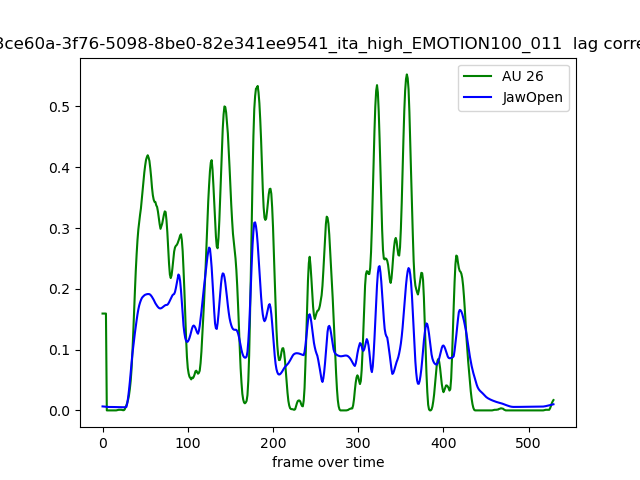 3ce60a-3f76-5098-8be0-82e341ee9541_ita_high_EMOTION100_011 lag corre
AU 26
JawOpen
0.5
0.4
0.3
0.2
0.1
0.0
0 100 200 300 400 500
frame over time